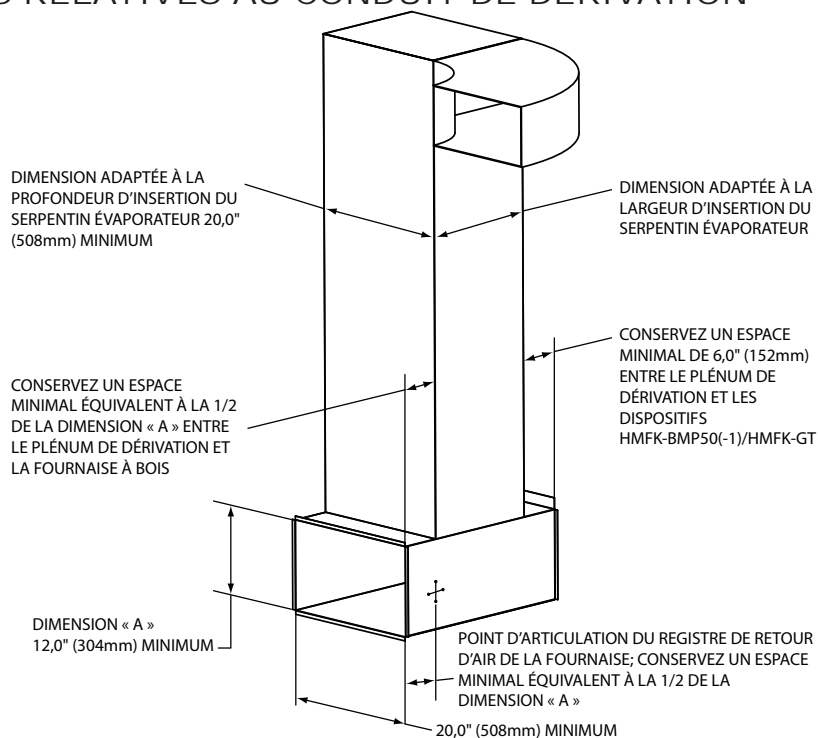 RELATIVES AU CONDUIT DE DÉRIVATION
DIMENSION ADAPTÉE À LA
PROFONDEUR D'INSERTION DU
SERPENTIN ÉVAPORATEUR 20,0"
(508mm) MINIMUM
DIMENSION ADAPTÉE À LA
LARGEUR D'INSERTION DU
SERPENTIN ÉVAPORATEUR
CONSERVEZ UN ESPACE
MINIMAL DE 6,0" (152mm)
ENTRE LE PLÉNUM DE
DÉRIVATION ET LES
DISPOSITIFS
HMFK-BMP50(-1)/HMFK-GT
CONSERVEZ UN ESPACE
MINIMAL ÉQUIVALENT À LA 1/2
DE LA DIMENSION « A » ENTRE
LE PLÉNUM DE DÉRIVATION ET
LA FOURNAISE À BOIS
DIMENSION « A »
12,0" (304mm) MINIMUM
POINT D'ARTICULATION DU REGISTRE DE RETOUR
D'AIR DE LA FOURNAISE; CONSERVEZ UN ESPACE
MINIMAL ÉQUIVALENT À LA 1/2 DE LA
DIMENSION « A »
20,0" (508mm) MINIMUM